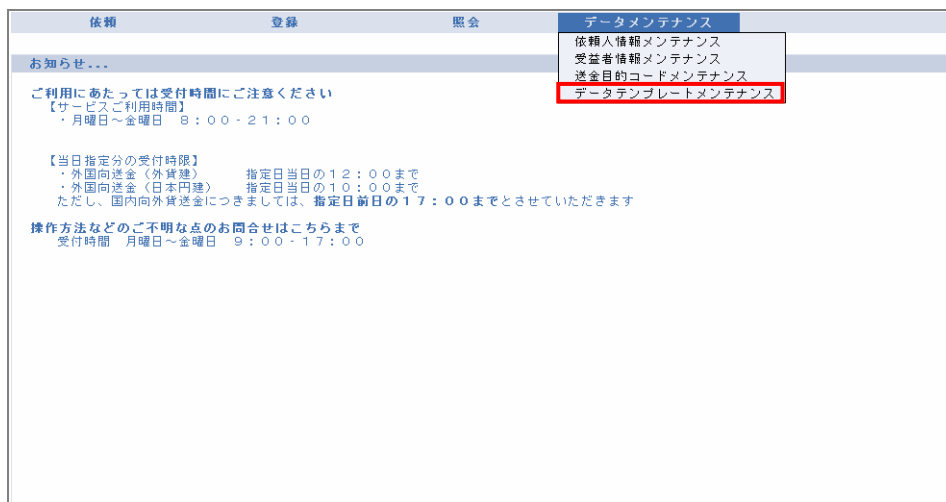 依頼 登録 照会 データメンテナンス
依頼人情報メンテナンス
受益者情報メンテナンス
送金目的コードメンテナンス
データテンプレートメンテナンス
お知らせ...
ご利用にあたっては受付時間にご注意ください
【サービスご利用時間】
・月曜日～金曜日 8：00-21：00
【当日指定分の受付時限】
・外国向送金（外貨建） 指定日当日の12：00まで
・外国向送金（日本円建） 指定日当日の10：00まで
ただし、国内向外貨送金につきましては、指定日前日の17：00までとさせていただきます
操作方法などのご不明な点のお問合せはこちらまで
受付時間 月曜日～金曜日 9：00-17：00